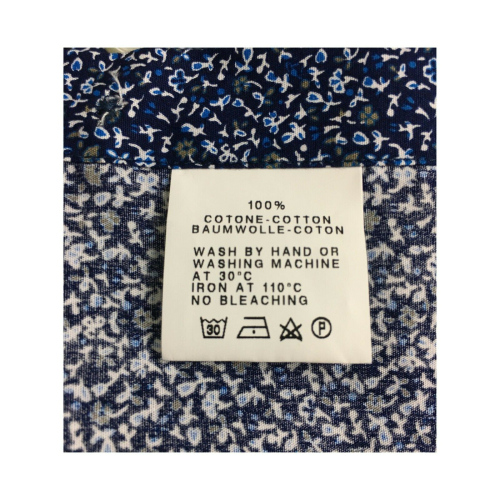 100%
COTONE-COTTON
BAUMWOLLE-COTON
WASH BY HAND OR
WASHING MACHINE
AT 30°C
IRON AT 110°C
NO BLEACHING
30 P